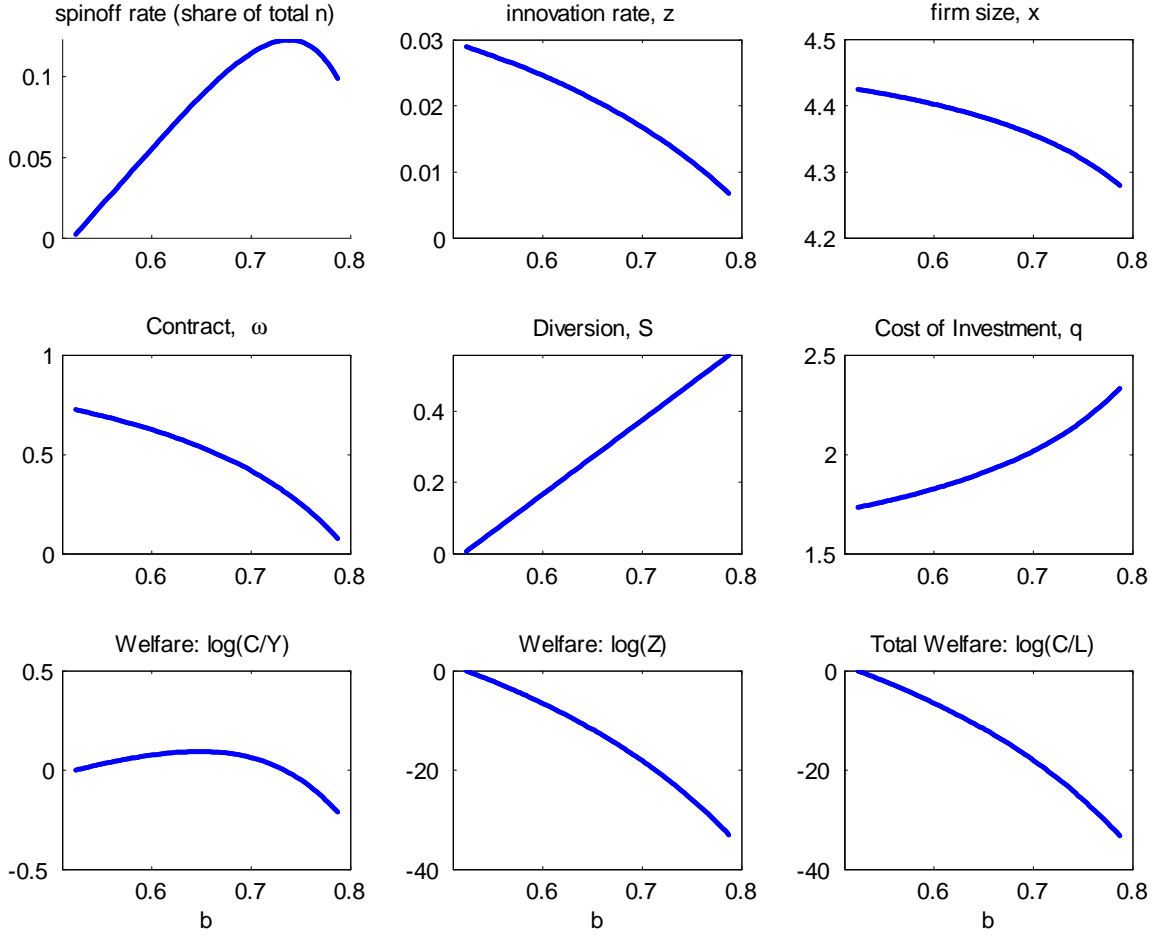 spinoff rate (share of total n)
innovation rate, z
firm size, x
0.1
0.05
0
0.6 0.7 0.8
0.03
0.02
0.01
0
0.6 0.7 0.8
4.5
4.4
4.3
4.2
0.6 0.7 0.8
Contract, ω
Diversion, S
Cost of Investment, q
1
0.5
0
0.6 0.7 0.8
0.4
0.2
0
0.6 0.7 0.8
2.5
2
1.5
0.6 0.7 0.8
Welfare: log(C/Y)
Welfare: log(Z)
Total Welfare: log(C/L)
0.5
0
-0.5
0.6 0.7 0.8
b
0
-20
-40
0.6 0.7 0.8
b
0
-20
-40
0.6 0.7 0.8
b